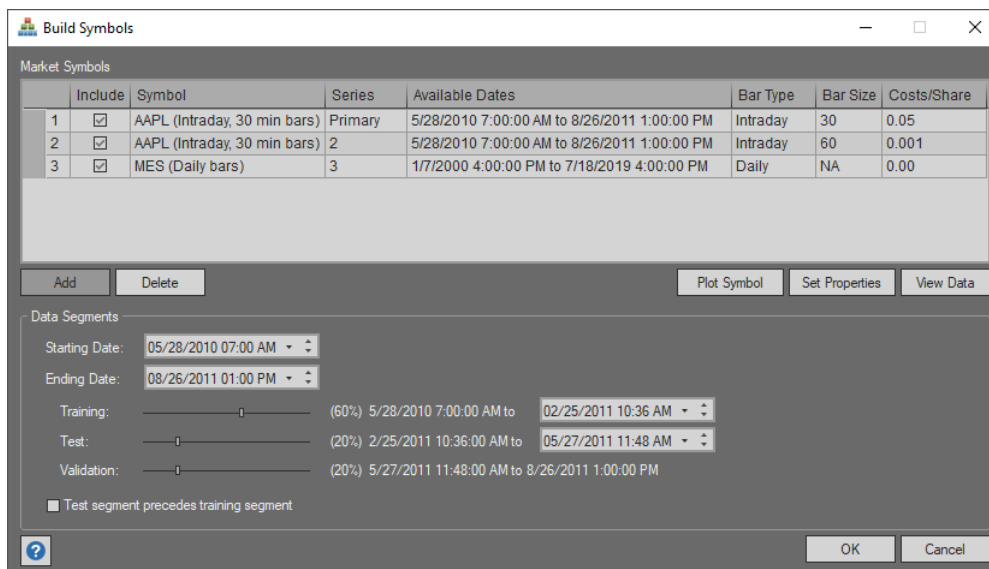 Build Symbols
Market Symbols
Include Symbol Series Available Dates Bar Type Bar Size Costs/Share
1 AAPL (Intraday, 30 min bars) Primary 5/28/2010 7:00:00 AM to 8/26/2011 1:00:00 PM Intraday 30 0.05
2 AAPL (Intraday, 30 min bars) 2 5/28/2010 7:00:00 AM to 8/26/2011 1:00:00 PM Intraday 60 0.001
3 MES (Daily bars) 3 1/7/2000 4:00:00 PM to 7/18/2019 4:00:00 PM Daily NA 0.00
Add Delete Plot Symbol Set Properties View Data
Data Segments
Starting Date: 05/28/2010 07:00 AM
Ending Date: 08/26/2011 01:00 PM
Training: (60%) 5/28/2010 7:00:00 AM to 02/25/2011 10:36 AM
Test: (20%) 2/25/2011 10:36:00 AM to 05/27/2011 11:48 AM
Validation: (20%) 5/27/2011 11:48:00 AM to 8/26/2011 1:00:00 PM
Test segment precedes training segment
? OK Cancel